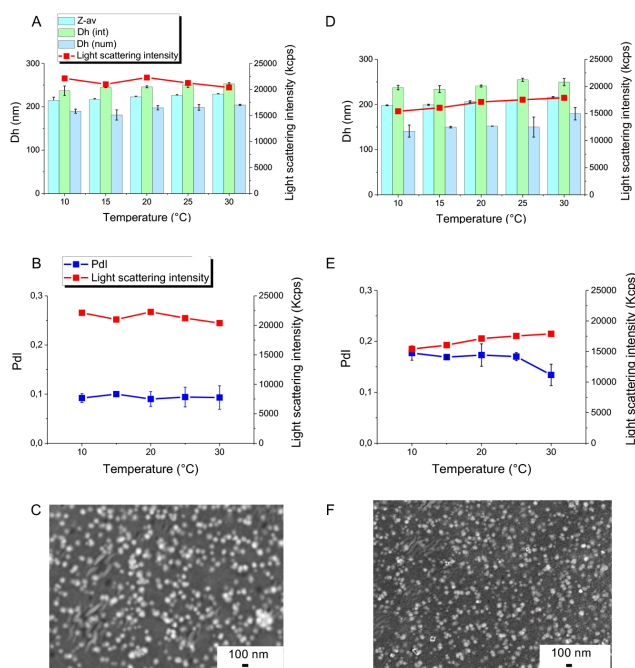 A
Z-av
Dh (int)
Dh (num)
Light scattering intensity
Dh (nm)
300
200
100
0
10 15 20 25 30
Temperature (°C)
25000
20000
15000
10000
5000
0
Light scattering intensity (kcps)
D
Dh (nm)
300
200
100
0
10 15 20 25 30
Temperature (°C)
25000
20000
15000
10000
5000
0
Light scattering intensity (Kcps)
B
PdI
Light scattering intensity
PdI
0,3
0,2
0,1
0,0
10 15 20 25 30
Temperature (°C)
25000
20000
15000
10000
5000
0
Light scattering intensity (Kcps)
E
PdI
0,3
0,2
0,1
0,0
10 20 30
Temperature (°C)
25000
20000
15000
10000
5000
0
Light scattering intensity (Kcps)
C
100 nm
F
100 nm